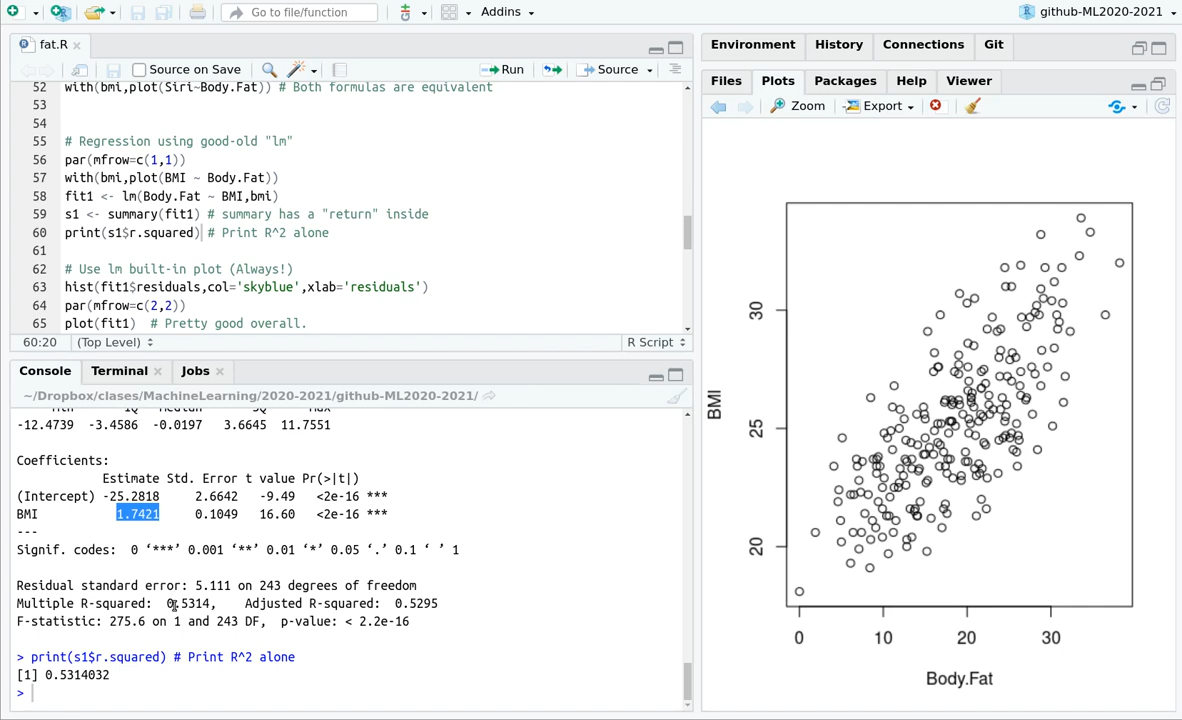 Go to file/function
Addins
github-ML2020-2021
fat.R
Source on Save
Run
Source
52 with(bmi,plot(Siri~Body.Fat)) # Both formulas are equivalent
53
54
55 # Regression using good-old "lm"
56 par(mfrow=c(1,1))
57 with(bmi,plot(BMI ~ Body.Fat))
58 fit1 <- lm(Body.Fat ~ BMI,bmi)
59 s1 <- summary(fit1) # summary has a "return" inside
60 print(s1$r.squared) # Print R^2 alone
61
62 # Use lm built-in plot (Always!)
63 hist(fit1$residuals,col='skyblue',xlab='residuals')
64 par(mfrow=c(2,2))
65 plot(fit1)  # Pretty good overall.
60:20 (Top Level) R Script
Console Terminal Jobs
~/Dropbox/clases/MachineLearning/2020-2021/github-ML2020-2021/
-12.4739 -3.4586 -0.0197 3.6645 11.7551
Coefficients:
Estimate Std. Error t value Pr(>|t|)
(Intercept) -25.2818 2.6642 -9.49 <2e-16 ***
BMI 1.7421 0.1049 16.60 <2e-16 ***
---
Signif. codes: 0 ‘***’ 0.001 ‘**’ 0.01 ‘*’ 0.05 ‘.’ 0.1 ‘ ’ 1
Residual standard error: 5.111 on 243 degrees of freedom
Multiple R-squared: 0.5314, Adjusted R-squared: 0.5295
F-statistic: 275.6 on 1 and 243 DF, p-value: < 2.2e-16
> print(s1$r.squared) # Print R^2 alone
[1] 0.5314032
>
Environment History Connections Git
Files Plots Packages Help Viewer
Zoom Export
BMI
30
25
20
0 10 20 30
Body.Fat